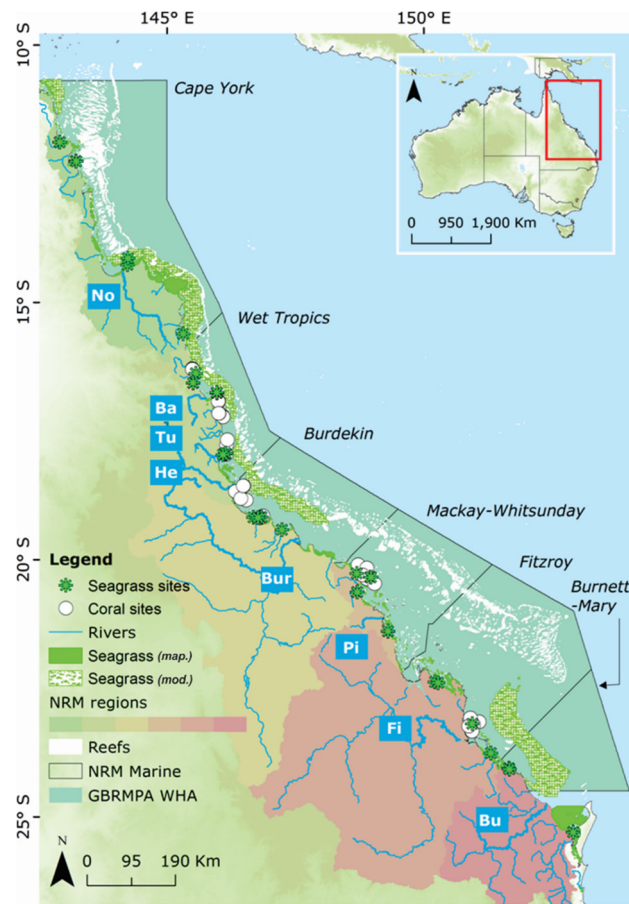 145° E
150° E
10° S
Cape York
N
0 950 1,900 Km
15° S
No
Wet Tropics
Ba
Tu
He
Burdekin
Mackay-Whitsunday
Fitzroy
Burnett
-Mary
20° S
Bur
Pi
Fi
Bu
Legend
Seagrass sites
Coral sites
Rivers
Seagrass (map.)
Seagrass (mod.)
NRM regions
Reefs
NRM Marine
GBRMPA WHA
25° S
N
0 95 190 Km